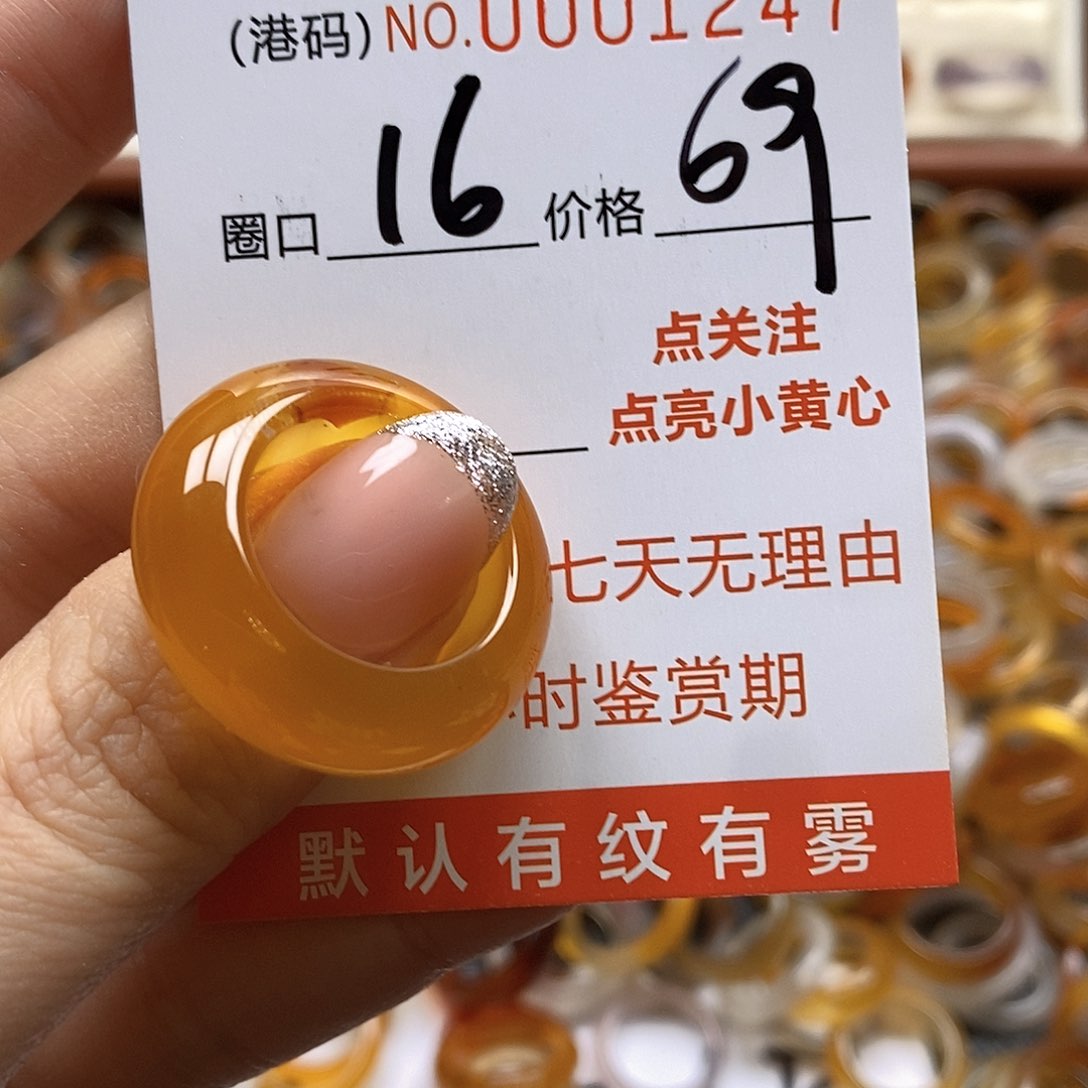 (港码) NO.0001247
圈口 16 价格 69
点关注
点亮小黄心
七天无理由
时鉴赏期
默认有纹有雾